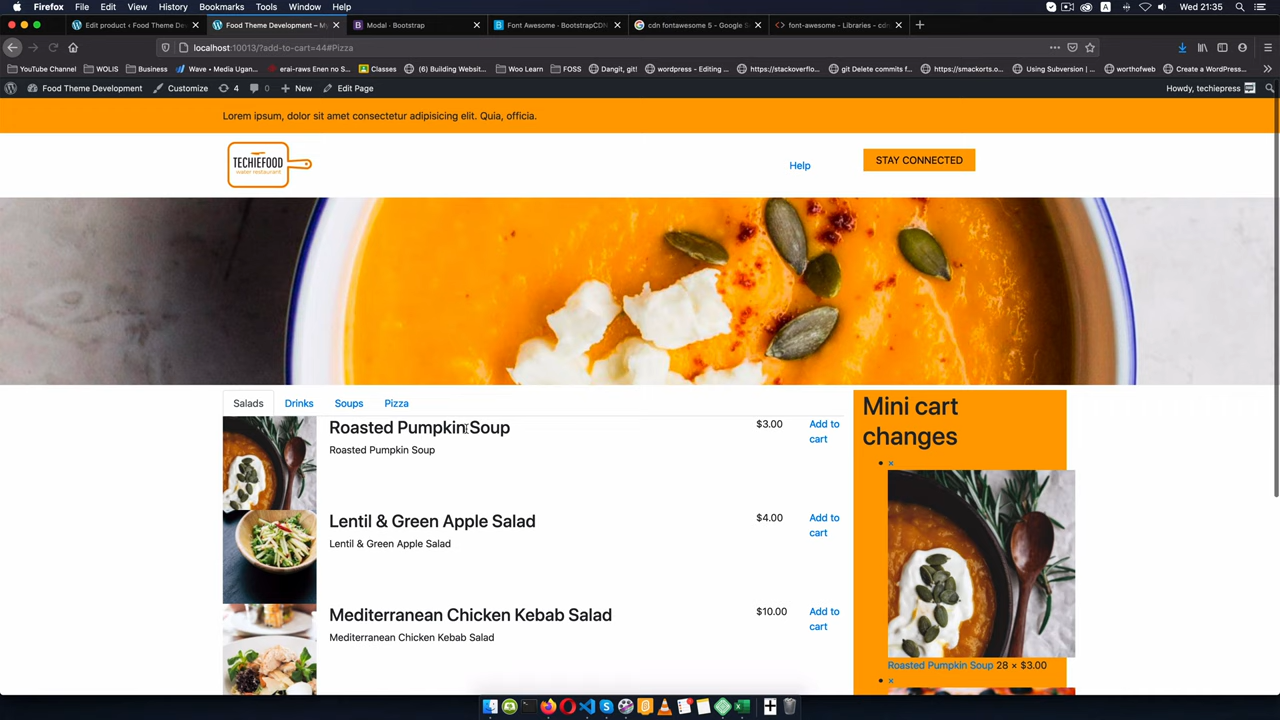 Firefox File Edit View History Bookmarks Tools Window Help Wed 21:35
Edit product ‹ Food Theme De
Food Theme Development – My
Modal · Bootstrap
Font Awesome · BootstrapCDN
cdn fontawesome 5 - Google S
font-awesome - Libraries - cdn
localhost:10013/?add-to-cart=44#Pizza
YouTube Channel WOLIS Business Wave • Media Ugan... erai-raws Enen no S... Classes (6) Building Websit... Woo Learn FOSS Dangit, git! wordpress - Editing ... https://stackoverflo... git Delete commits f... https://smackorts.o... Using Subversion |... worthofweb Create a WordPress...
Food Theme Development Customize 4 0 New Edit Page Howdy, techiepress
Lorem ipsum, dolor sit amet consectetur adipisicing elit. Quia, officia.
TECHIEFOOD
Help
STAY CONNECTED
Salads Drinks Soups Pizza
Roasted Pumpkin Soup
Roasted Pumpkin Soup
$3.00
Add to
cart
Lentil & Green Apple Salad
Lentil & Green Apple Salad
$4.00
Add to
cart
Mediterranean Chicken Kebab Salad
Mediterranean Chicken Kebab Salad
$10.00
Add to
cart
Mini cart
changes
×
Roasted Pumpkin Soup 28 × $3.00
×